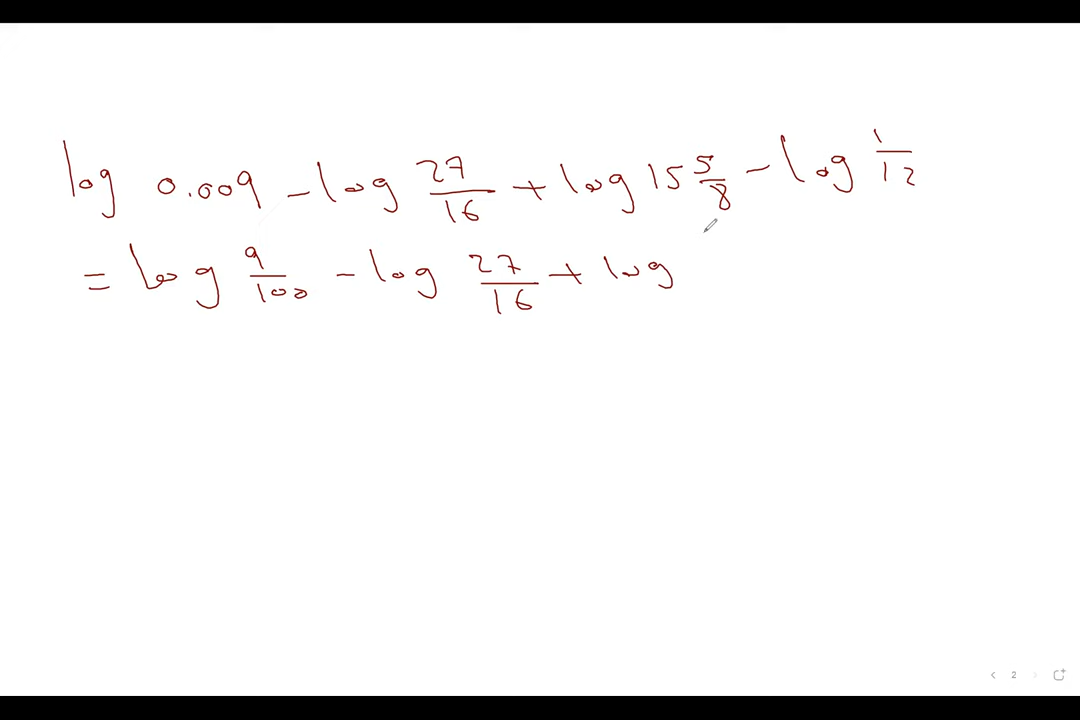 log 0.009 - log 27/16 + log 15 5/8 - log 1/12
= log 9/100 - log 27/16 + log
2